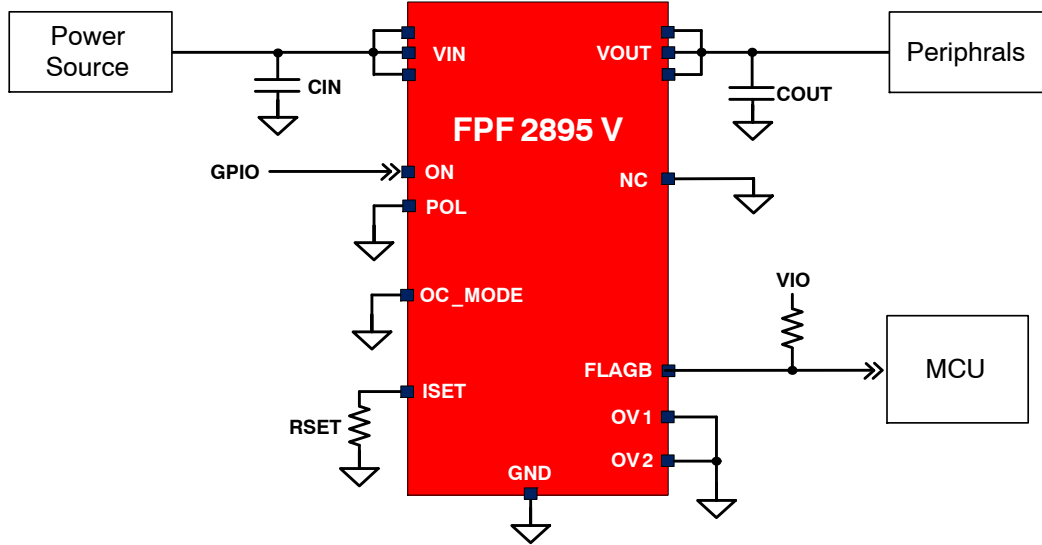 Power
Source
VIN
VOUT
Periphrals
CIN
COUT
FPF 2895 V
GPIO
ON
NC
POL
OC_MODE
VIO
FLAGB
MCU
ISET
RSET
OV1
OV2
GND